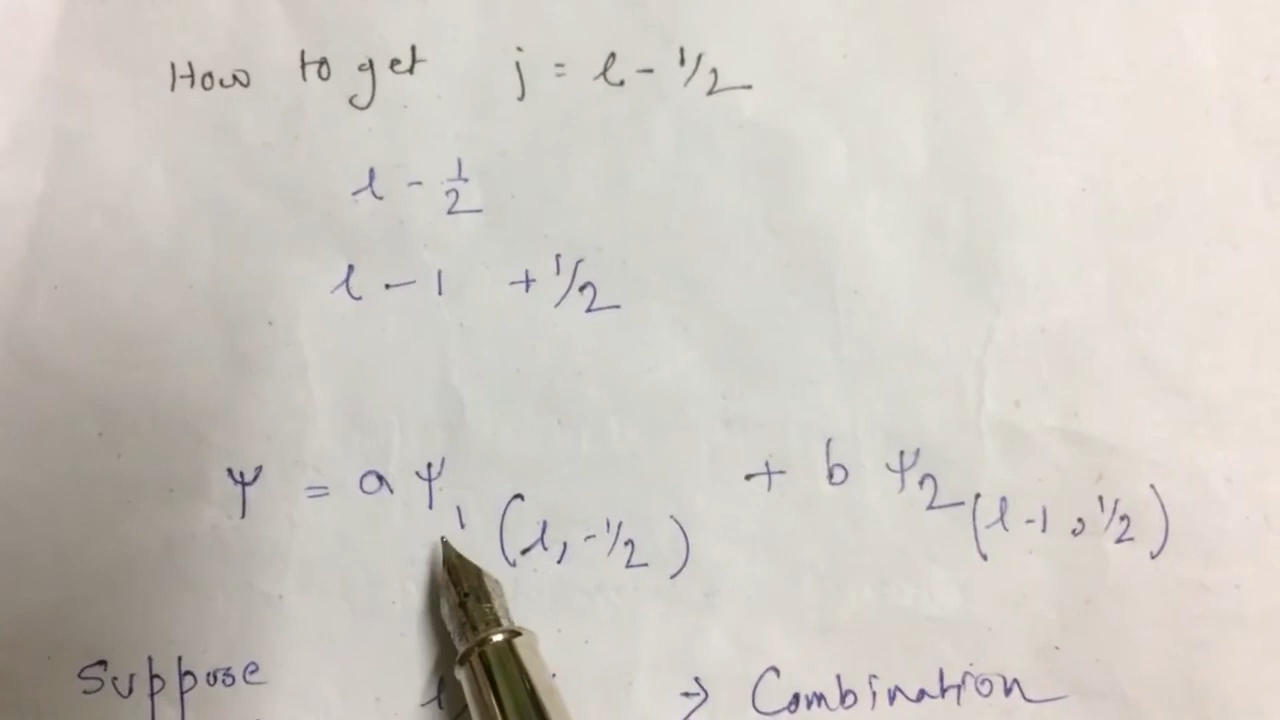 How to get j = l - 1/2
l - 1/2
l - 1 + 1/2
ψ = a ψ₁ (l, -1/2) + b ψ₂ (l-1, 1/2)
Suppose → Combination